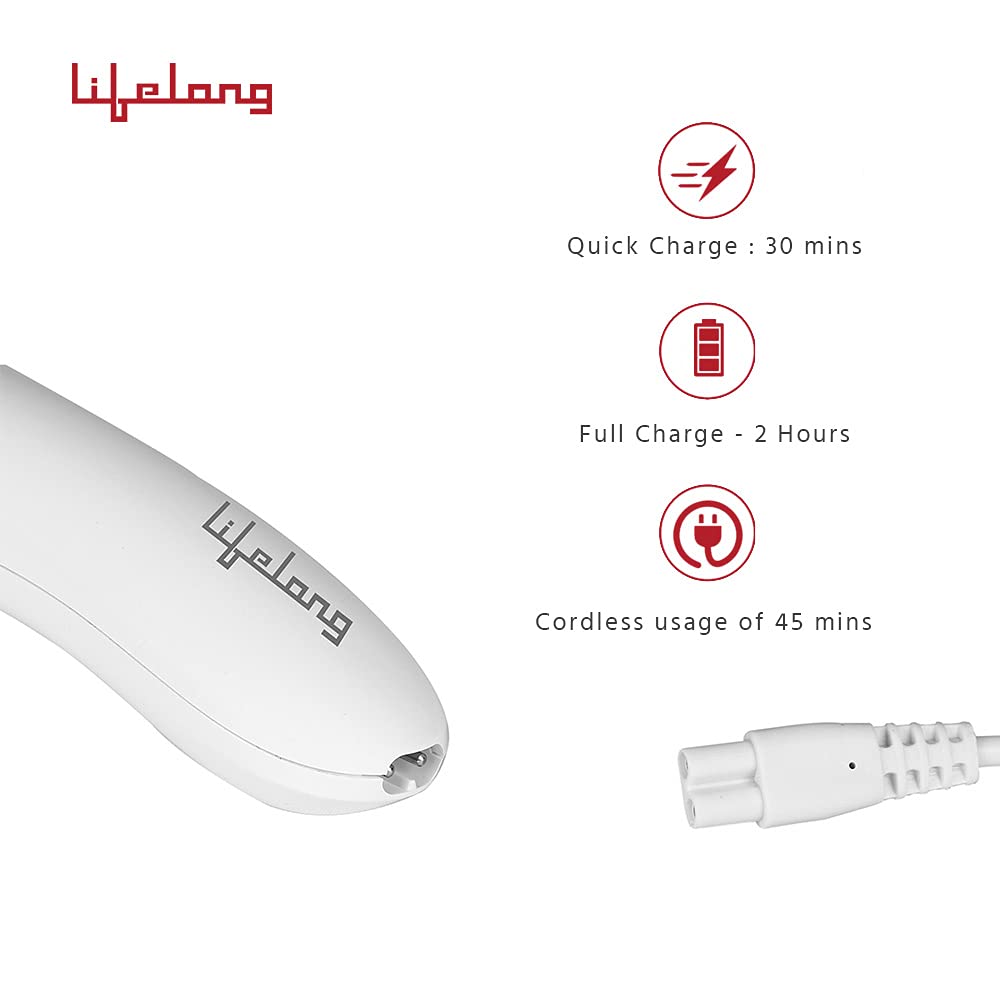 Lifelong
Quick Charge : 30 mins
Full Charge - 2 Hours
Lifelong
Cordless usage of 45 mins